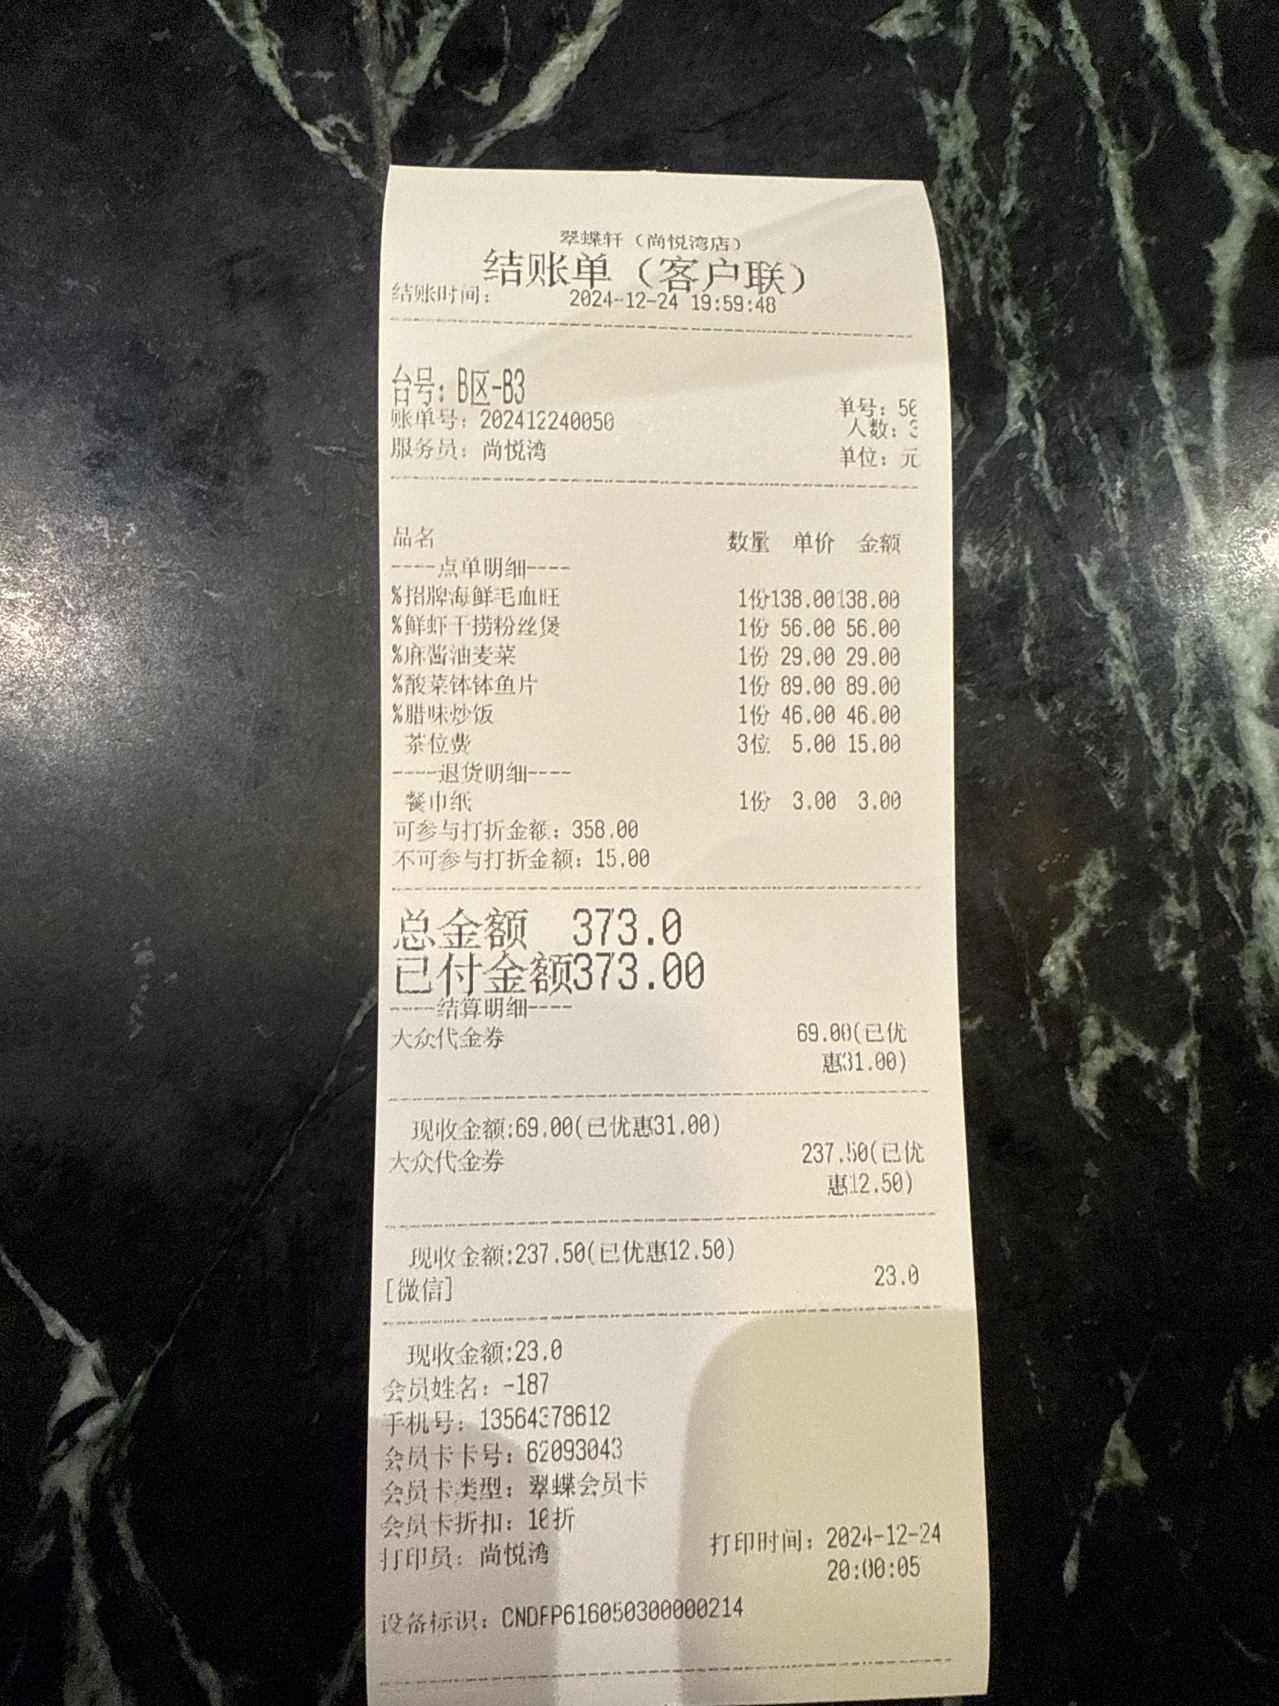 翠蝶轩（尚悦湾店）
结账单（客户联）
结账时间： 2024-12-24 19:59:48
台号：B区-B3
账单号：202412240050 单号：50
服务员：尚悦湾 人数：3
单位：元
品名 数量 单价 金额
----点单明细----
%招牌海鲜毛血旺 1份138.00138.00
%鲜虾干捞粉丝煲 1份 56.00 56.00
%麻酱油麦菜 1份 29.00 29.00
%酸菜钵钵鱼片 1份 89.00 89.00
%腊味炒饭 1份 46.00 46.00
茶位费 3位 5.00 15.00
----退货明细----
餐巾纸 1份 3.00 3.00
可参与打折金额：358.00
不可参与打折金额：15.00
总金额 373.0
已付金额373.00
----结算明细----
大众代金券 69.00(已优
惠31.00)
现收金额:69.00(已优惠31.00)
大众代金券 237.50(已优
惠12.50)
现收金额:237.50(已优惠12.50)
[微信] 23.0
现收金额:23.0
会员姓名：-187
手机号：13564378612
会员卡卡号：62093043
会员卡类型：翠蝶会员卡
会员卡折扣：10折
打印员：尚悦湾 打印时间：2024-12-24
20:00:05
设备标识：CNDFP616050300000214